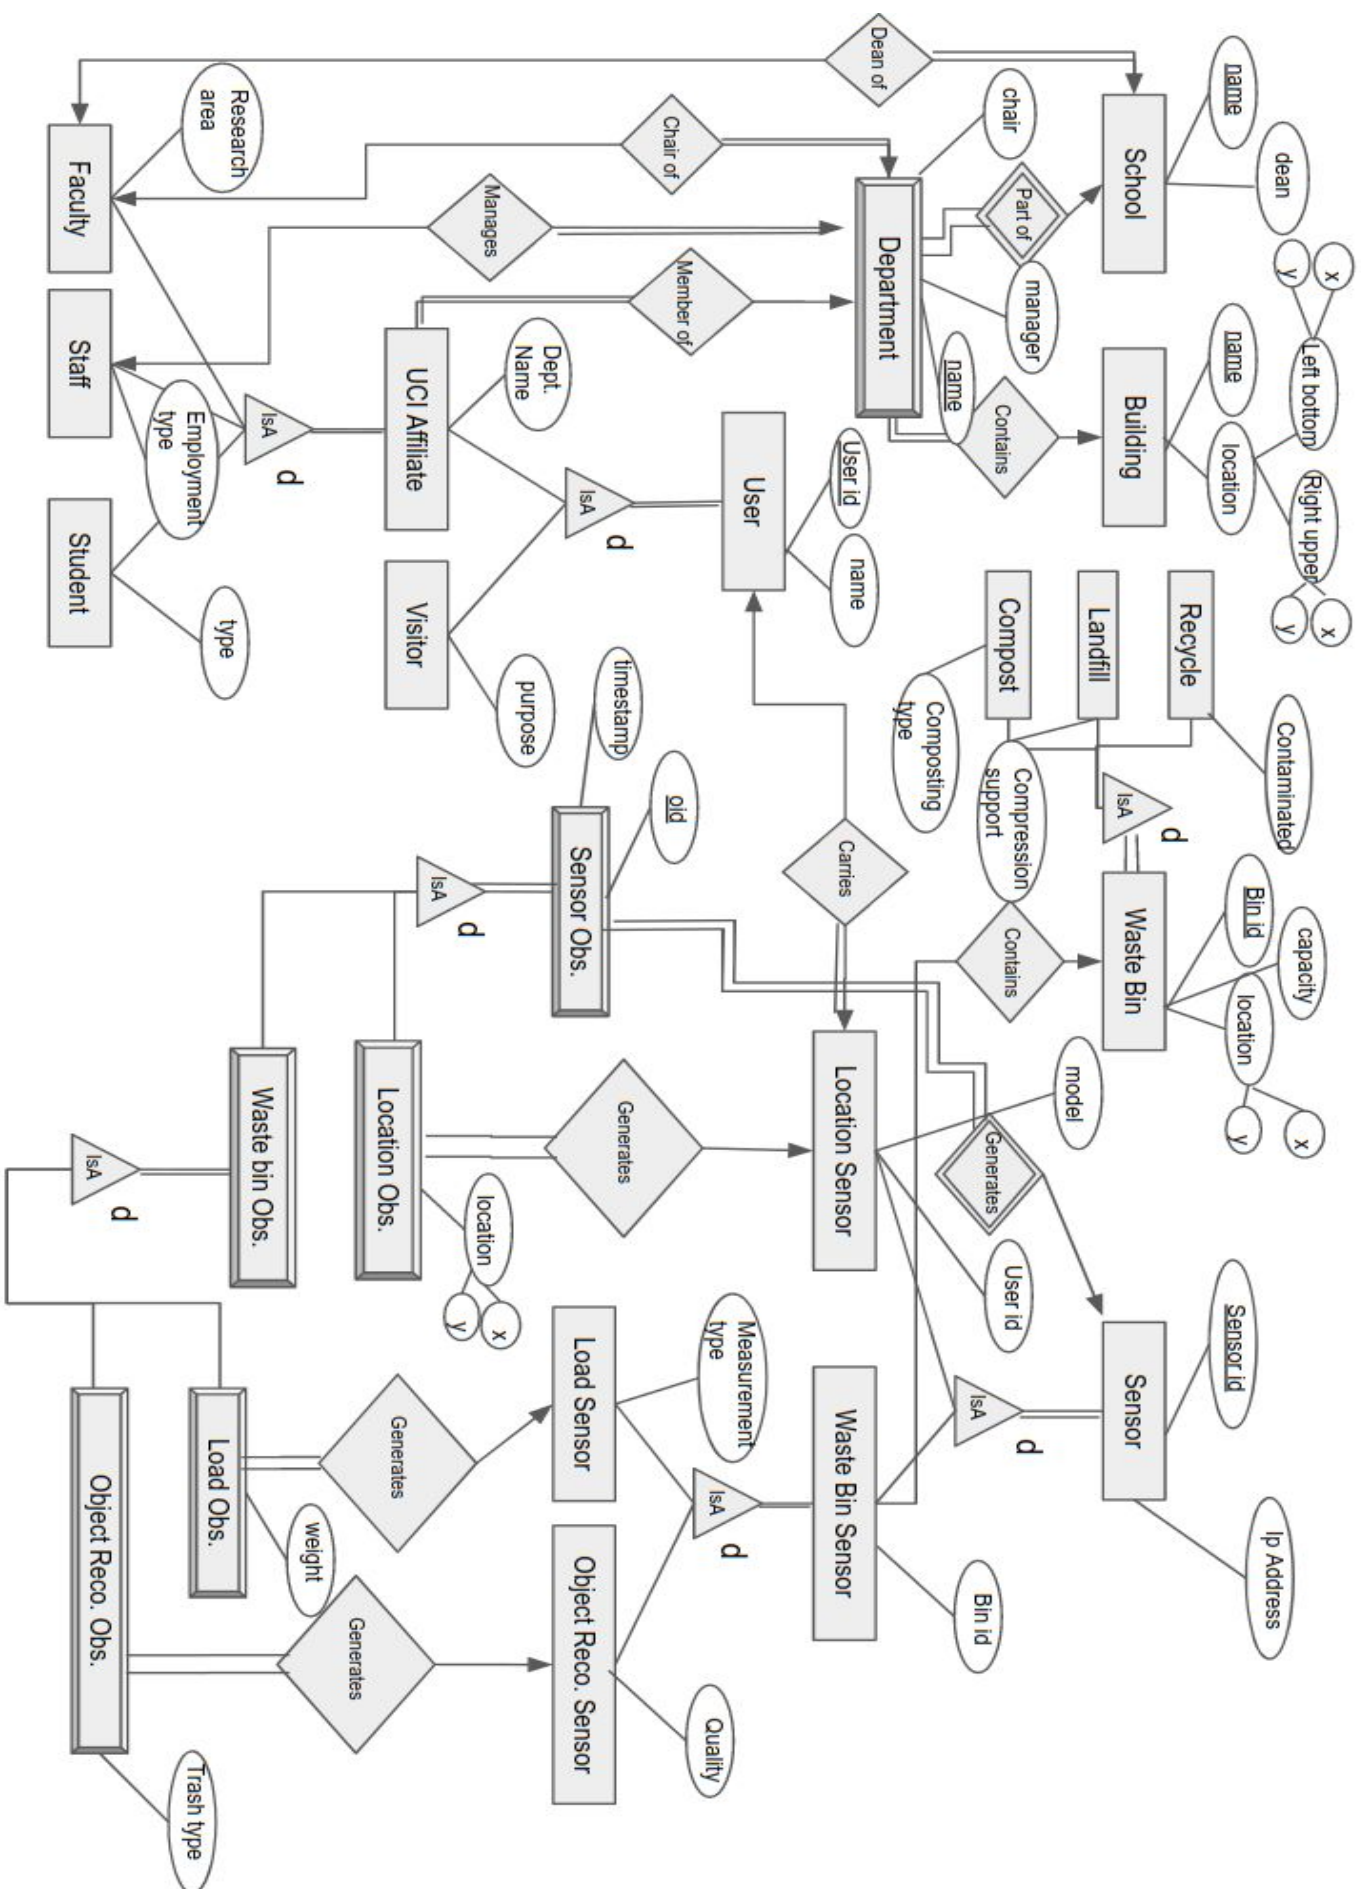 x
x
Left bottom
Right upper
Contaminated
capacity
x
y
y
dean
Ip Address
name
name
location
Bin id
location
y
Sensor id
Recycle
d
School
Building
Landfill
IsA
Waste Bin
Sensor
model
chair
Part of
manager
Contains
Compost
Compression
support
Contains
User id
d
name
Generates
IsA
Bin id
Dean of
Department
Composting
type
User id
name
Carries
Location Sensor
Waste Bin Sensor
User
Measurement
type
d
IsA
Quality
Chair of
Member of
oid
d
IsA
timestamp
Sensor Obs.
Generates
Load Sensor
Object Reco. Sensor
Dept.
Name
purpose
Manages
location
x
y
d
IsA
UCI Affiliate
Visitor
Location Obs.
Generates
Generates
weight
d
IsA
Research
area
Employment
type
type
Waste bin Obs.
Load Obs.
Trash type
d
IsA
Faculty
Staff
Student
Object Reco. Obs.